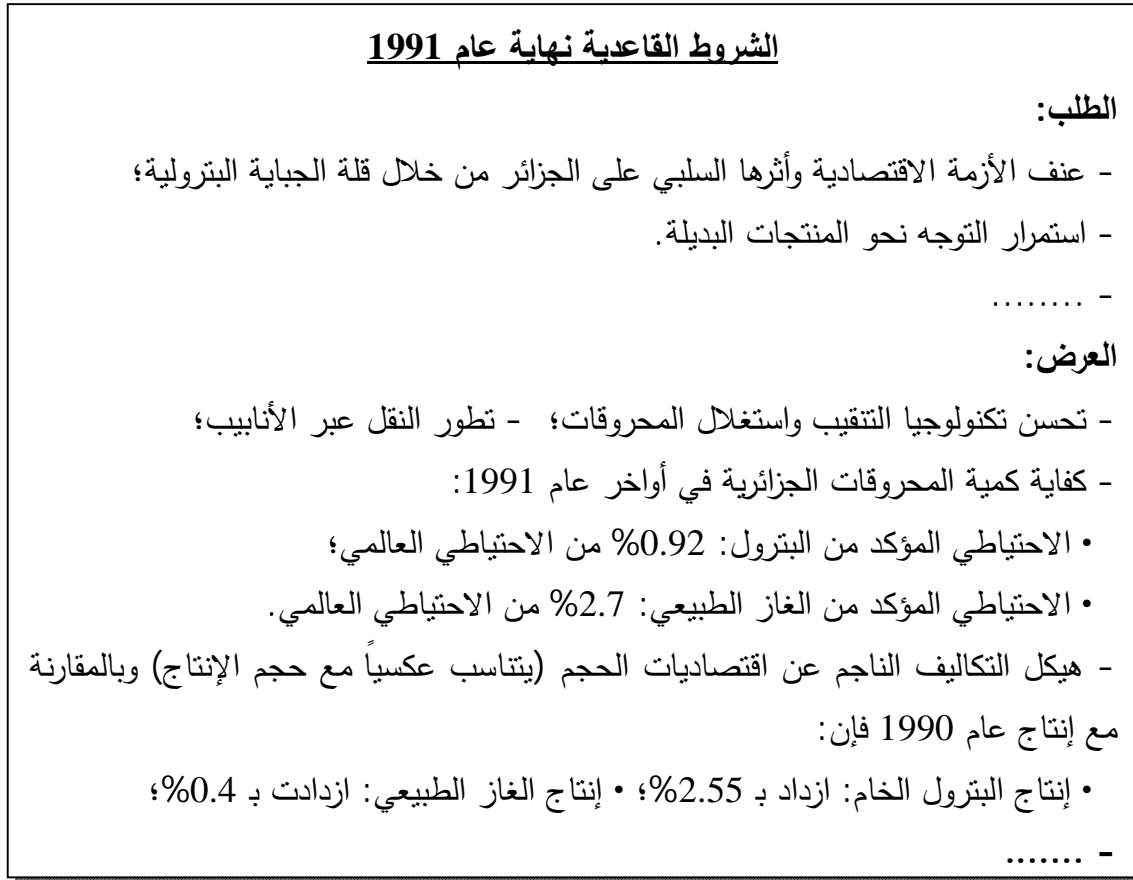 الشروط القاعدية نهاية عام 1991
الطلب:
- عنف الأزمة الاقتصادية وأثرها السلبي على الجزائر من خلال قلة الجباية البترولية؛
- استمرار التوجه نحو المنتجات البديلة.
- ........
العرض:
- تحسن تكنولوجيا التنقيب واستغلال المحروقات؛ - تطور النقل عبر الأنابيب؛
- كفاية كمية المحروقات الجزائرية في أواخر عام 1991:
• الاحتياطي المؤكد من البترول: 0.92% من الاحتياطي العالمي؛
• الاحتياطي المؤكد من الغاز الطبيعي: 2.7% من الاحتياطي العالمي.
- هيكل التكاليف الناجم عن اقتصاديات الحجم (يتناسب عكسياً مع حجم الإنتاج) وبالمقارنة
مع إنتاج عام 1990 فإن:
• إنتاج البترول الخام: ازداد بـ 2.55%؛ • إنتاج الغاز الطبيعي: ازدادت بـ 0.4%؛
- .......